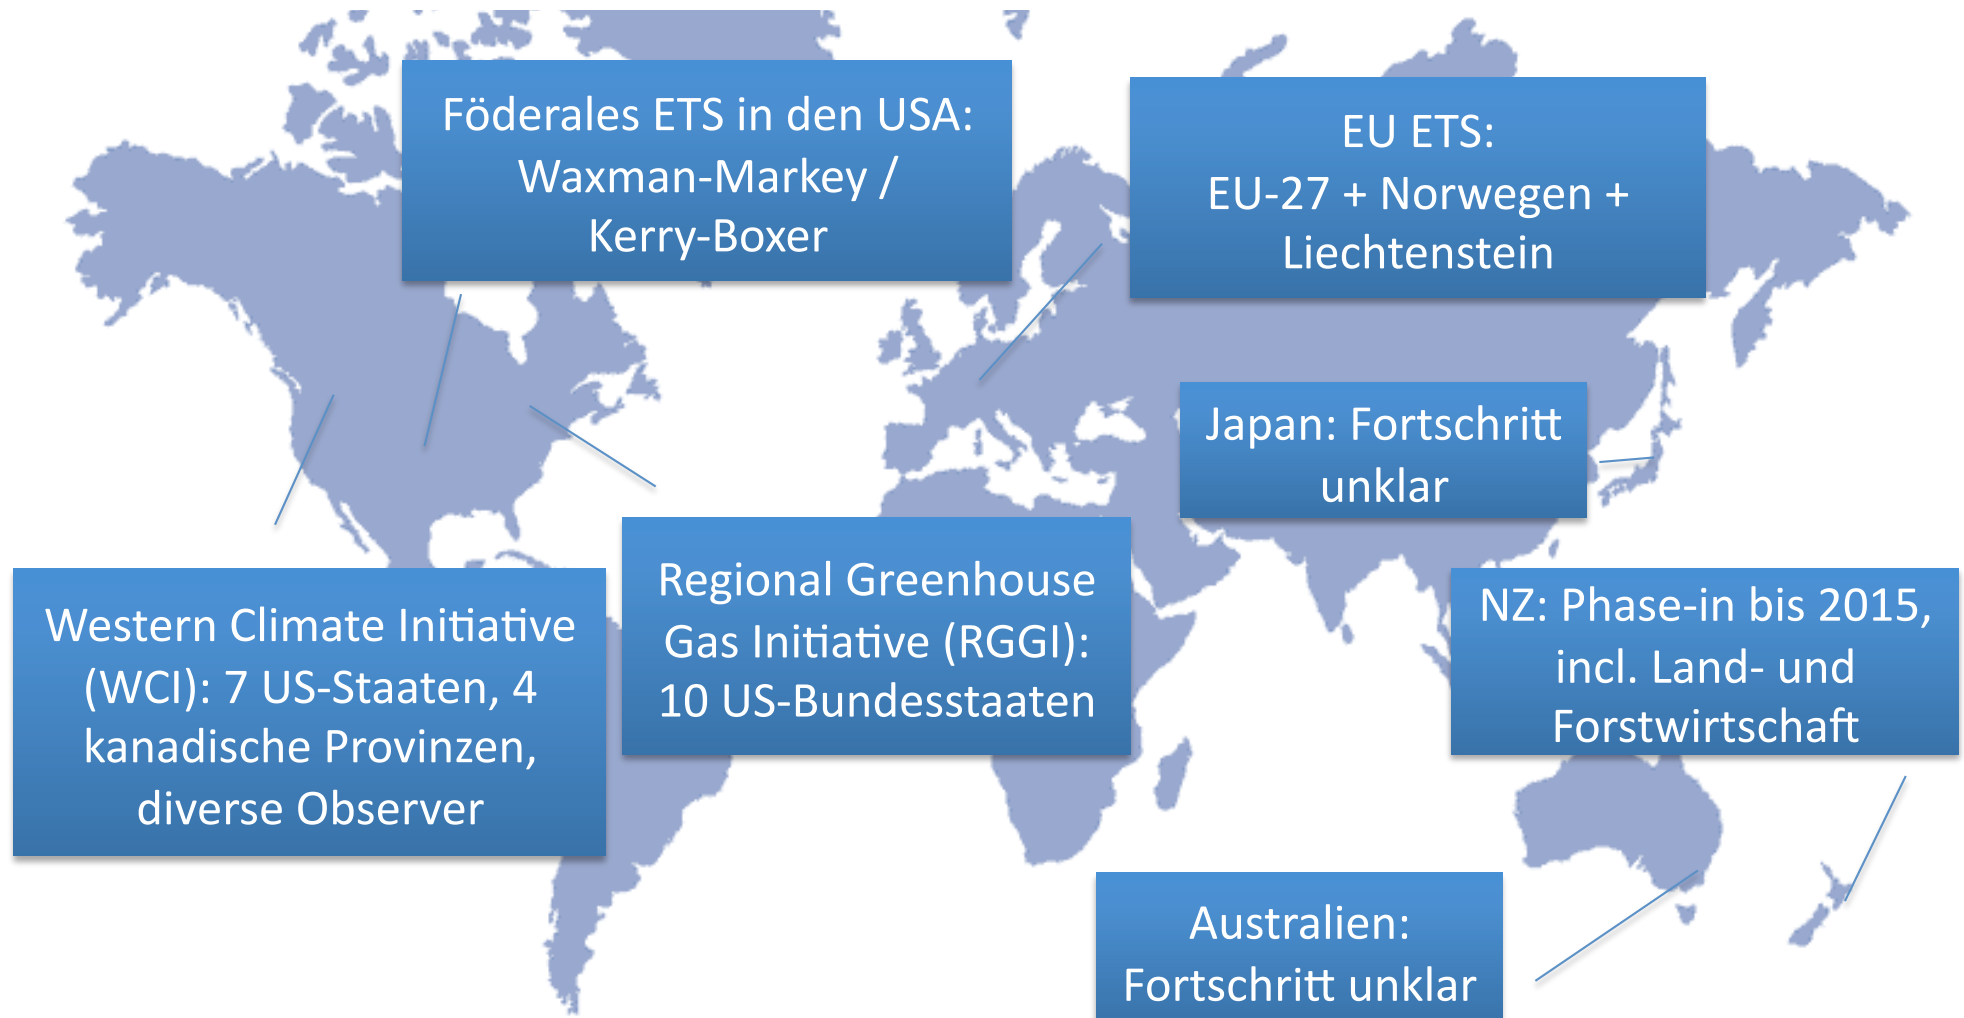 Föderales ETS in den USA:
Waxman-Markey /
Kerry-Boxer
EU ETS:
EU-27 + Norwegen +
Liechtenstein
Japan: Fortschritt
unklar
Western Climate Initiative
(WCI): 7 US-Staaten, 4
kanadische Provinzen,
diverse Observer
Regional Greenhouse
Gas Initiative (RGGI):
10 US-Bundesstaaten
NZ: Phase-in bis 2015,
incl. Land- und
Forstwirtschaft
Australien:
Fortschritt unklar